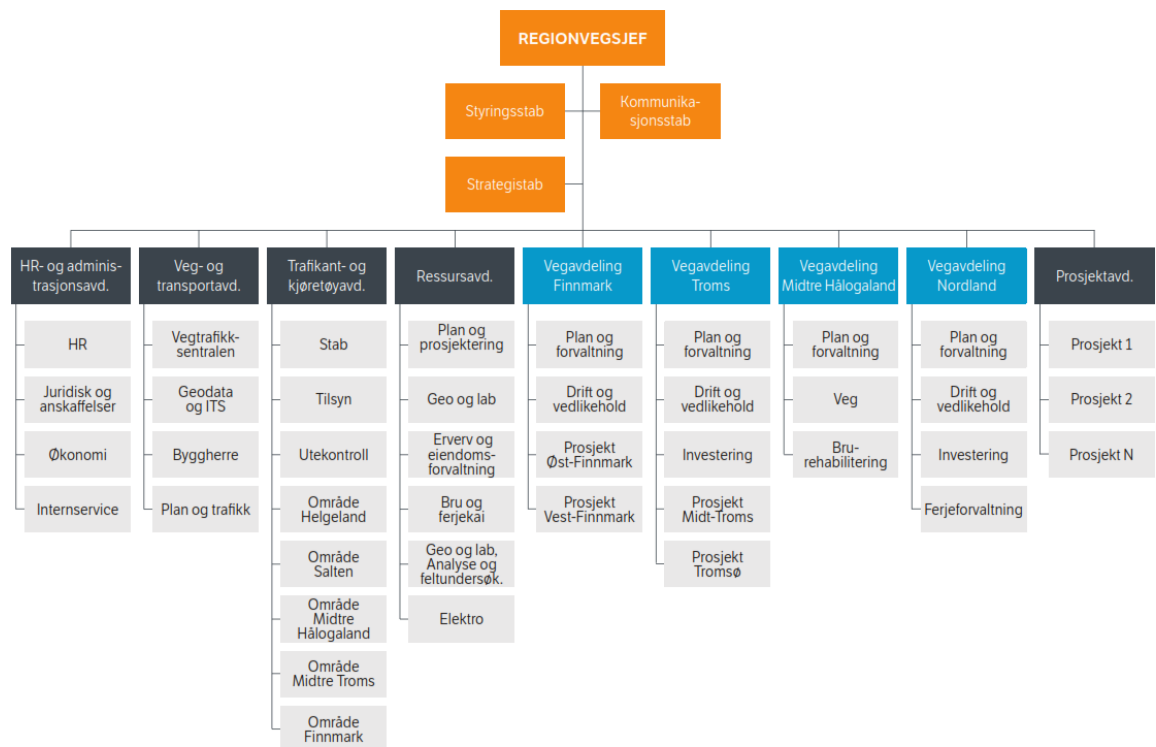 REGIONVEGSJEF
Styringsstab
Kommunika-
sjonsstab
Strategistab
HR- og adminis-
trasjonsavd.
HR
Juridisk og
anskaffelser
Økonomi
Internservice
Veg- og
transportavd.
Vegtrafikk-
sentralen
Geodata
og ITS
Byggherre
Plan og trafikk
Trafikant- og
kjøretøyavd.
Stab
Tilsyn
Utekontroll
Område
Helgeland
Område
Salten
Område
Midtre
Hålogaland
Område
Midtre Troms
Område
Finnmark
Ressursavd.
Plan og
prosjektering
Geo og lab
Erverv og
eiendoms-
forvaltning
Bru og
ferjekai
Geo og lab,
Analyse og
feltundersøk.
Elektro
Vegavdeling
Finnmark
Plan og
forvaltning
Drift og
vedlikehold
Prosjekt
Øst-Finnmark
Prosjekt
Vest-Finnmark
Vegavdeling
Troms
Plan og
forvaltning
Drift og
vedlikehold
Investering
Prosjekt
Midt-Troms
Prosjekt
Tromsø
Vegavdeling
Midtre Hålogaland
Plan og
forvaltning
Veg
Bru-
rehabilitering
Vegavdeling
Nordland
Plan og
forvaltning
Drift og
vedlikehold
Investering
Ferjeforvaltning
Prosjektavd.
Prosjekt 1
Prosjekt 2
Prosjekt N